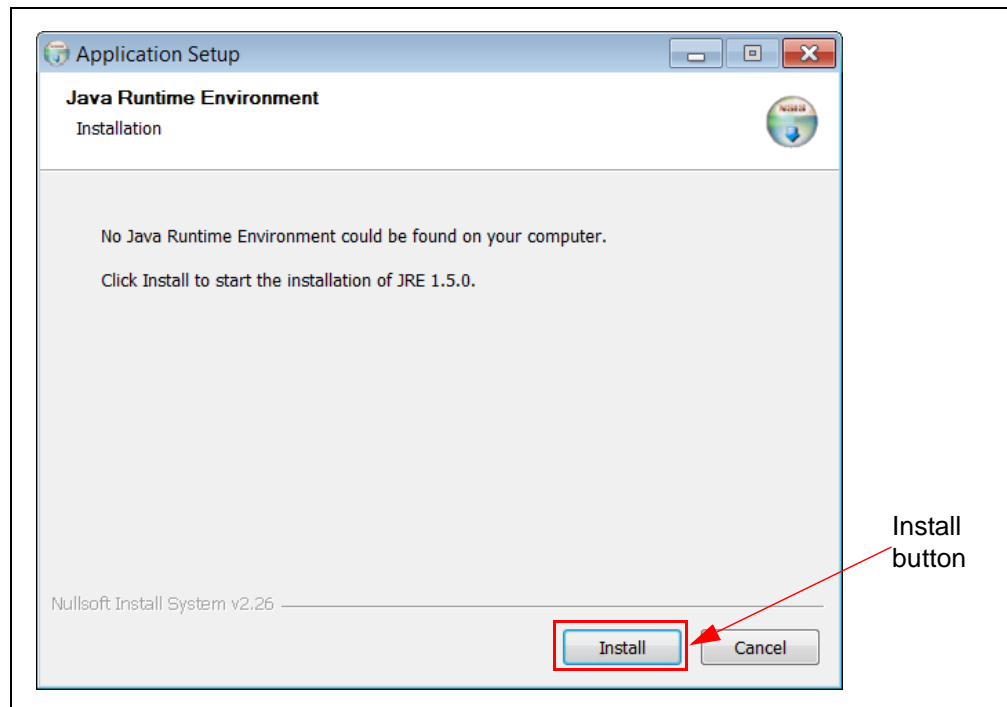 Application Setup
Java Runtime Environment
Installation
No Java Runtime Environment could be found on your computer.
Click Install to start the installation of JRE 1.5.0.
Install
button
Nullsoft Install System v2.26
Install
Cancel